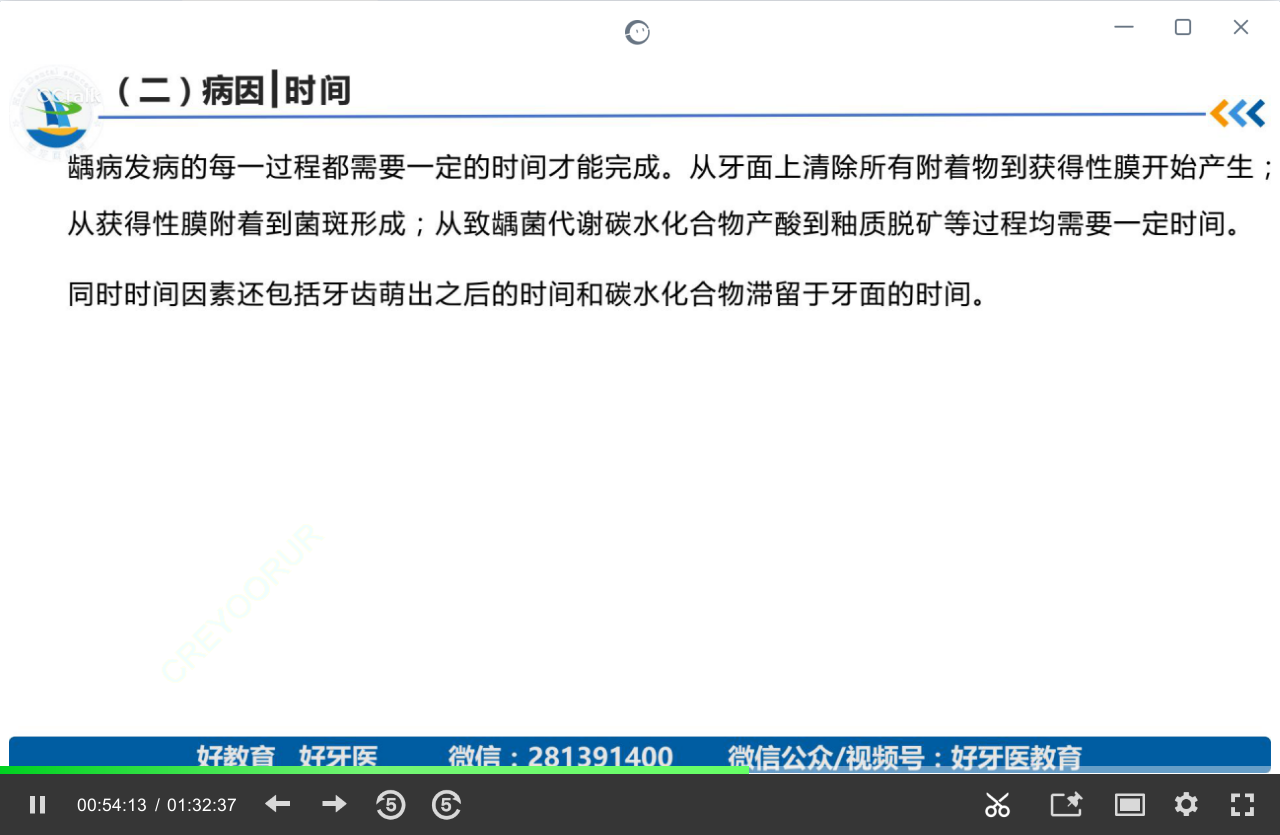 （二）病因|时间
龋病发病的每一过程都需要一定的时间才能完成。从牙面上清除所有附着物到获得性膜开始产生；
从获得性膜附着到菌斑形成；从致龋菌代谢碳水化合物产酸到釉质脱矿等过程均需要一定时间。
同时时间因素还包括牙齿萌出之后的时间和碳水化合物滞留于牙面的时间。
CREYOORUR
好教育 好牙医 微信：281391400 微信公众/视频号：好牙医教育
00:54:13 / 01:32:37
5 5